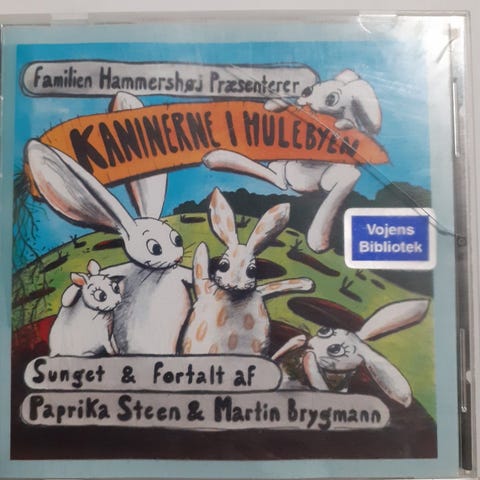 Familien Hammershøj Præsenterer
KANINERNE I HULEBYEN
Vojens
Bibliotek
Sunget & Fortalt af
Paprika Steen & Martin Brygmann